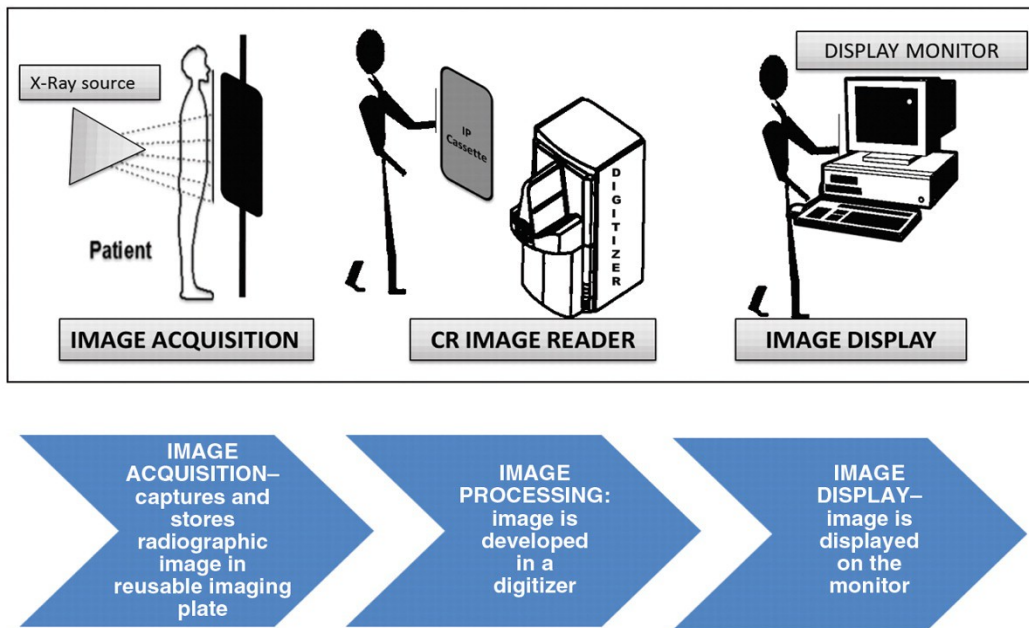 X-Ray source
Patient
IMAGE ACQUISITION
IP
Cassette
DIGITIZER
CR IMAGE READER
DISPLAY MONITOR
IMAGE DISPLAY
IMAGE
ACQUISITION–
captures and
stores
radiographic
image in
reusable imaging
plate
IMAGE
PROCESSING:
image is
developed
in a
digitizer
IMAGE
DISPLAY–
image is
displayed
on the
monitor